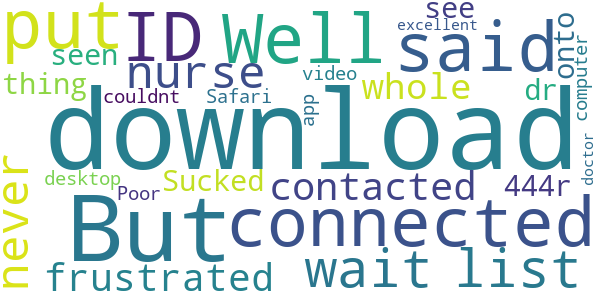 put ID Well said see excellent onto
seen nurse video whole dr computer
thing couldnt Safari app
download doctor
never desktop Poor Sucked contacted 444r
But connected
frustrated wait list